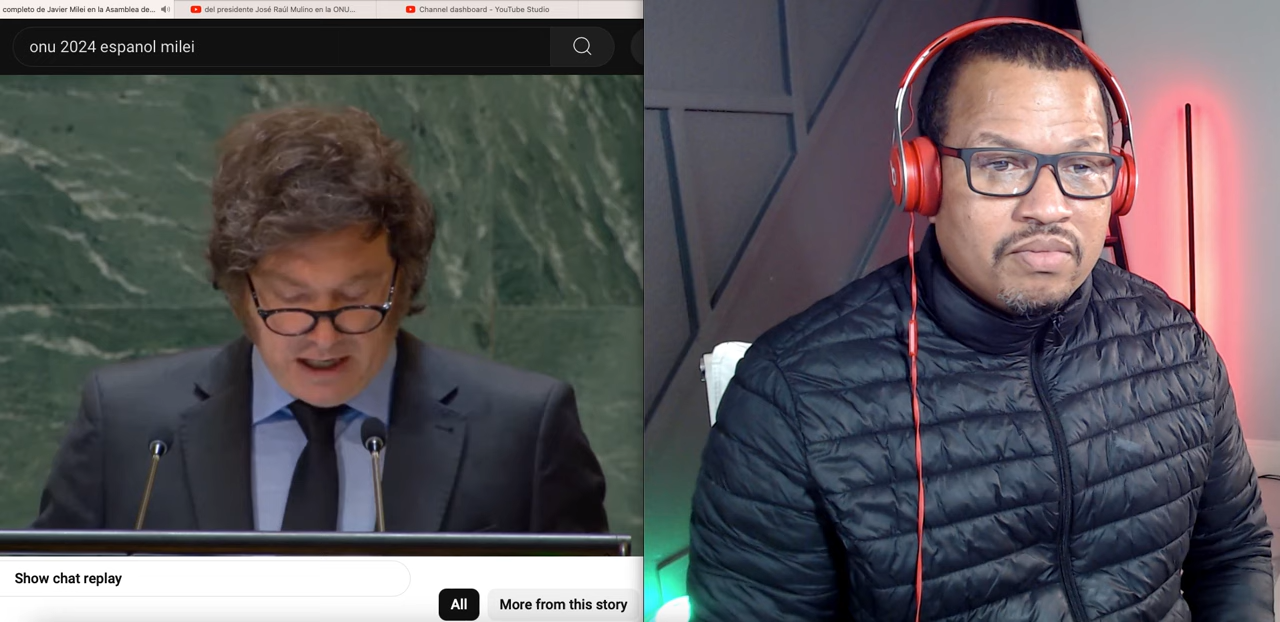 completo de Javier Milei en la Asamblea de...
del presidente José Raúl Mulino en la ONU...
Channel dashboard - YouTube Studio
onu 2024 espanol milei
Show chat replay
All
More from this story